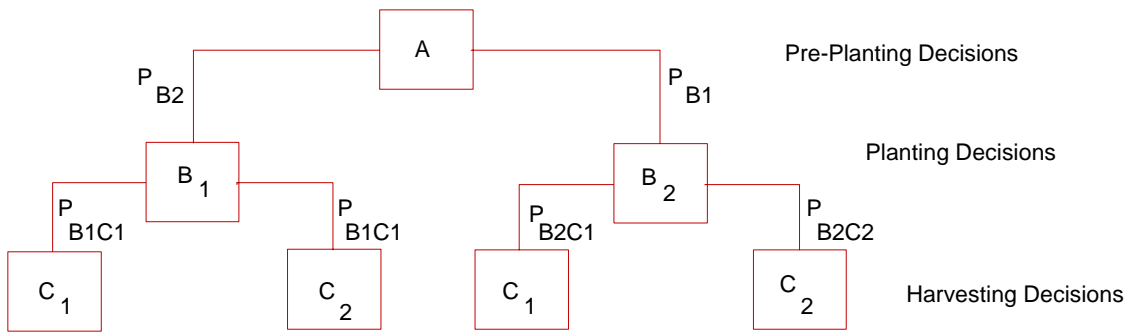 A
Pre-Planting Decisions
P B2
P B1
B 1
B 2
Planting Decisions
P B1C1
P B1C1
P B2C1
P B2C2
C 1
C 2
C 1
C 2
Harvesting Decisions